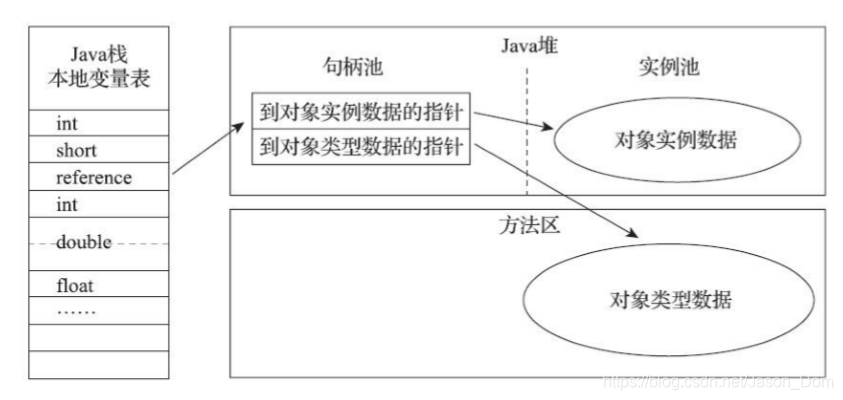 Java栈
本地变量表
int
short
reference
int
double
float
……
Java堆
句柄池
实例池
到对象实例数据的指针
到对象类型数据的指针
对象实例数据
方法区
对象类型数据
https://blog.csdn.net/Jason_Dom